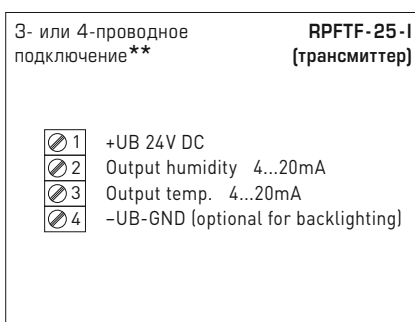 3- или 4-проводное подключение**
RPFTF-25-I (трансмиттер)
1 +UB 24V DC
2 Output humidity 4...20mA
3 Output temp. 4...20mA
4 –UB-GND (optional for backlighting)